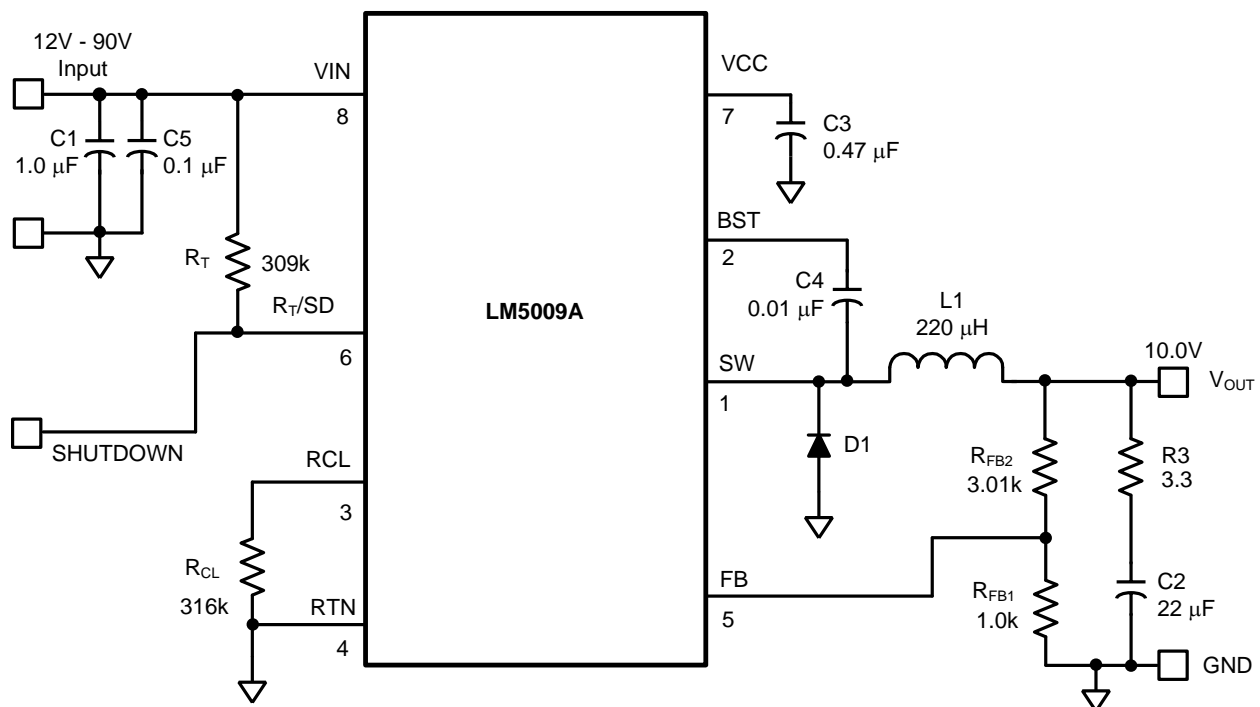 12V - 90V
Input
VIN
8
C1
1.0 μF
C5
0.1 μF
R_T
309k
R_T/SD
6
SHUTDOWN
RCL
3
R_CL
316k
RTN
4
LM5009A
VCC
7
C3
0.47 μF
BST
2
C4
0.01 μF
L1
220 μH
SW
1
10.0V
V_OUT
D1
R_FB2
3.01k
R3
3.3
FB
5
R_FB1
1.0k
C2
22 μF
GND